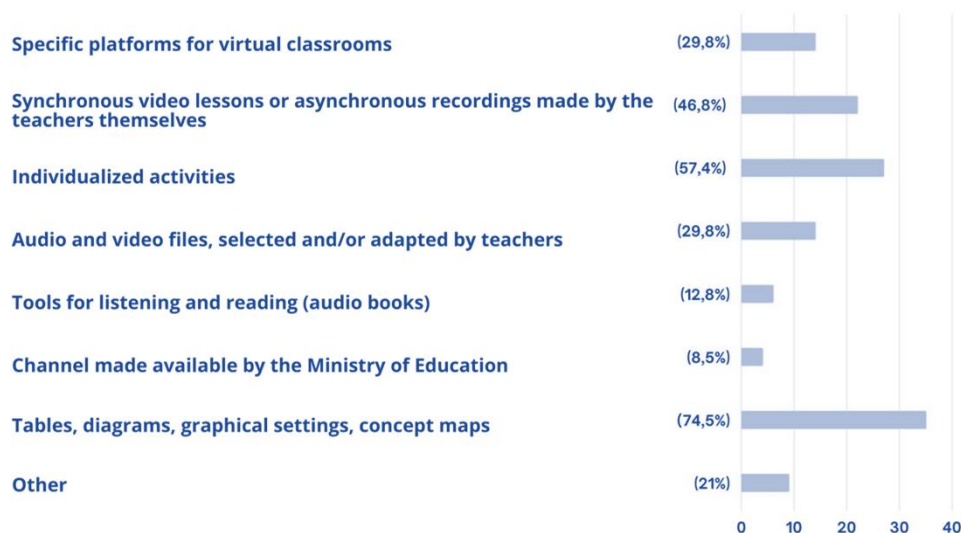 Specific platforms for virtual classrooms (29,8%)
Synchronous video lessons or asynchronous recordings made by the (46,8%)
teachers themselves
Individualized activities (57,4%)
Audio and video files, selected and/or adapted by teachers (29,8%)
Tools for listening and reading (audio books) (12,8%)
Channel made available by the Ministry of Education (8,5%)
Tables, diagrams, graphical settings, concept maps (74,5%)
Other (21%)
0 10 20 30 40